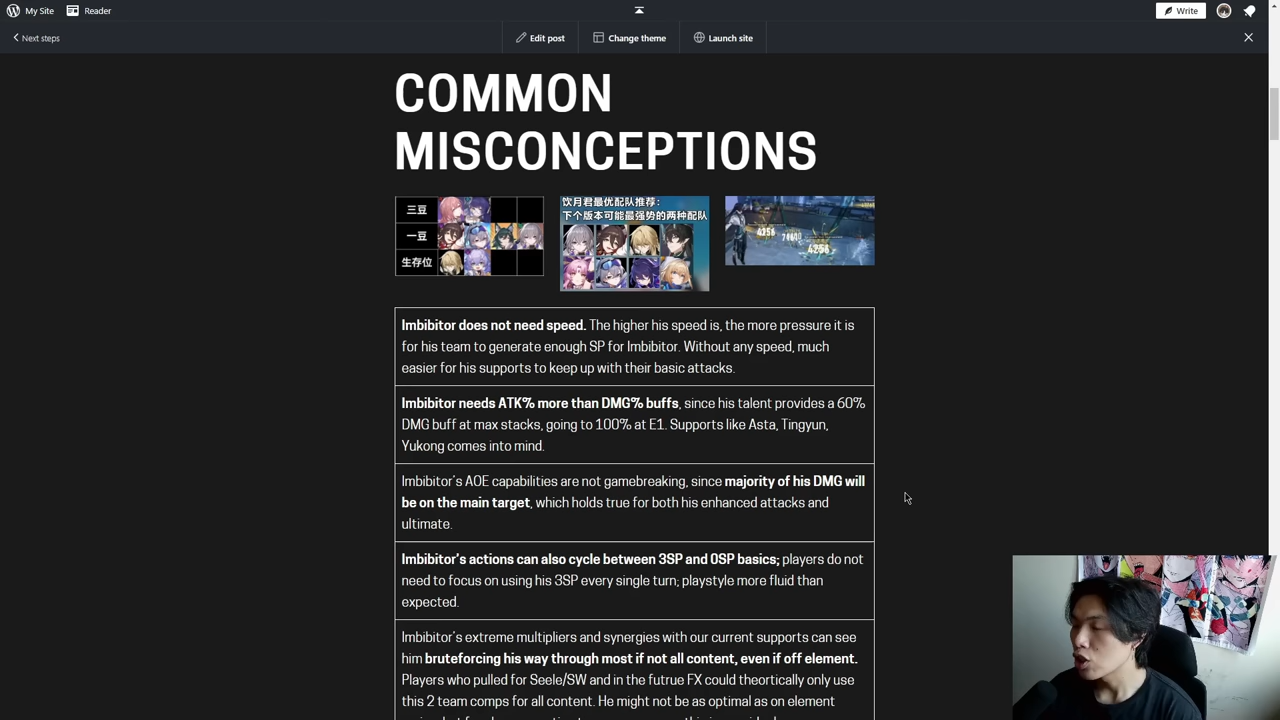 My Site
Reader
Write
Next steps
Edit post
Change theme
Launch site
COMMON
MISCONCEPTIONS
三豆
一豆
生存位
饮月君最优配队推荐：
下个版本可能最强势的两种配队
4256
4256
Imbibitor does not need speed. The higher his speed is, the more pressure it is
for his team to generate enough SP for Imbibitor. Without any speed, much
easier for his supports to keep up with their basic attacks.
Imbibitor needs ATK% more than DMG% buffs, since his talent provides a 60%
DMG buff at max stacks, going to 100% at E1. Supports like Asta, Tingyun,
Yukong comes into mind.
Imbibitor's AOE capabilities are not gamebreaking, since majority of his DMG will
be on the main target, which holds true for both his enhanced attacks and
ultimate.
Imbibitor's actions can also cycle between 3SP and 0SP basics; players do not
need to focus on using his 3SP every single turn; playstyle more fluid than
expected.
Imbibitor's extreme multipliers and synergies with our current supports can see
him bruteforcing his way through most if not all content, even if off element.
Players who pulled for Seele/SW and in the futrue FX could theortically only use
this 2 team comps for all content. He might not be as optimal as on element